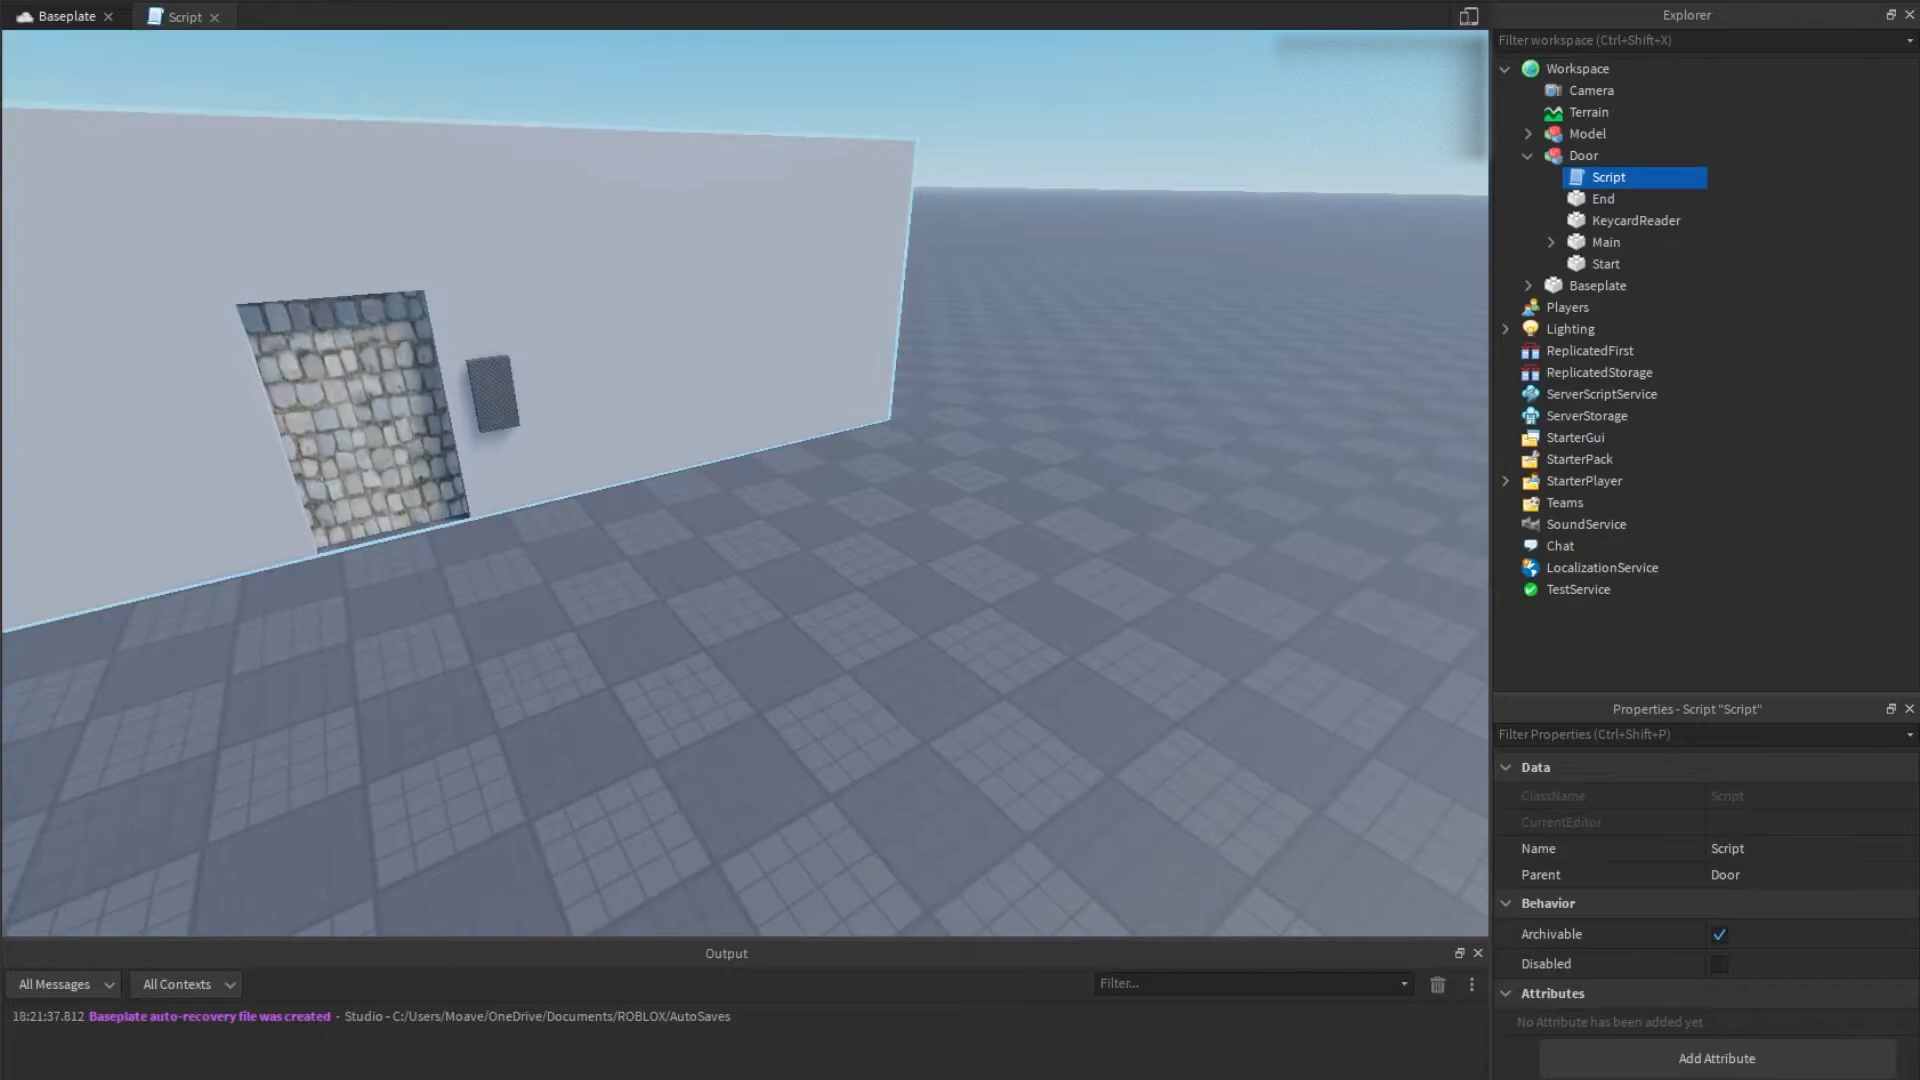 Baseplate
Script
Explorer
Filter workspace (Ctrl+Shift+X)
Workspace
Camera
Terrain
Model
Door
Script
End
KeycardReader
Main
Start
Baseplate
Players
Lighting
ReplicatedFirst
ReplicatedStorage
ServerScriptService
ServerStorage
StarterGui
StarterPack
StarterPlayer
Teams
SoundService
Chat
LocalizationService
TestService
Properties - Script "Script"
Filter Properties (Ctrl+Shift+P)
Data
ClassName Script
CurrentEditor
Name Script
Parent Door
Behavior
Archivable
Disabled
Attributes
No Attribute has been added yet
Add Attribute
Output
All Messages All Contexts Filter...
18:21:37.812 Baseplate auto-recovery file was created - Studio - C:/Users/Moave/OneDrive/Documents/ROBLOX/AutoSaves